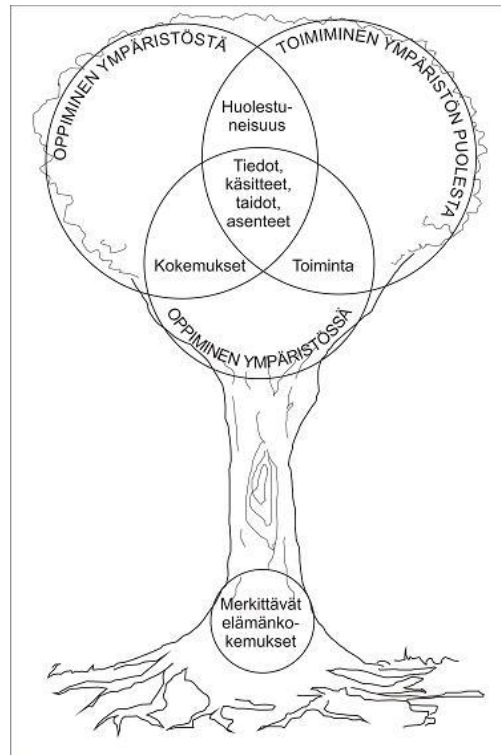 OPPIMINEN YMPÄRISTÖSTÄ
TOIMIMINEN YMPÄRISTÖN PUOLESTA
Huolestu-
neisuus
Tiedot,
käsitteet,
taidot,
asenteet
Kokemukset
Toiminta
OPPIMINEN YMPÄRISTÖSSÄ
Merkittävät
elämänko-
kemukset